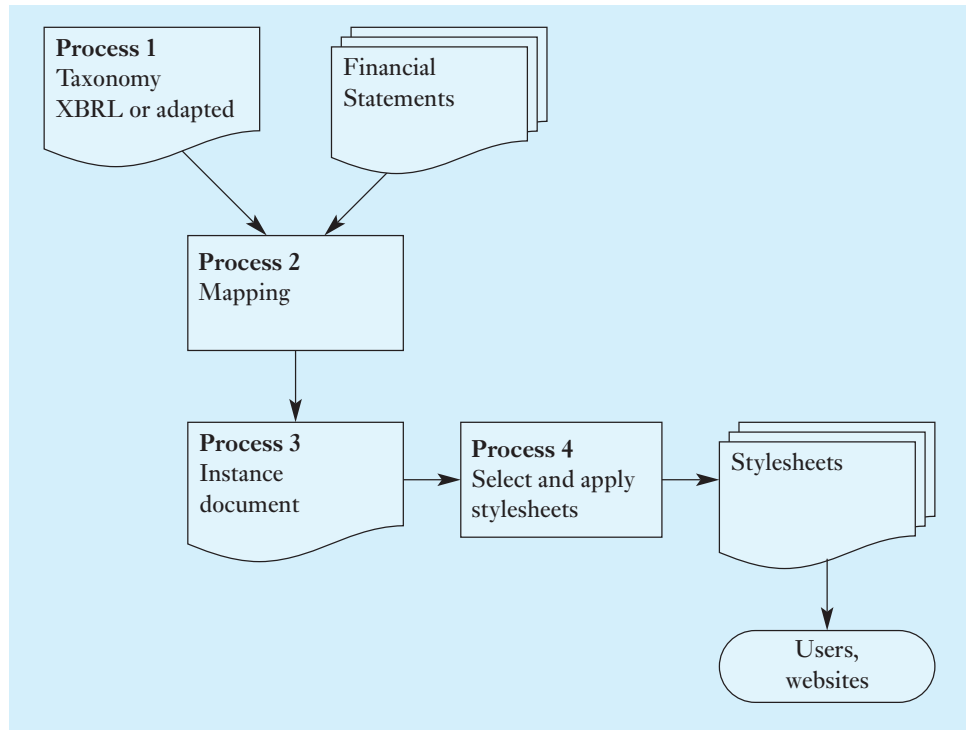 Process 1
Taxonomy
XBRL or adapted
Financial
Statements
Process 2
Mapping
Process 3
Instance
document
Process 4
Select and apply
stylesheets
Stylesheets
Users,
websites